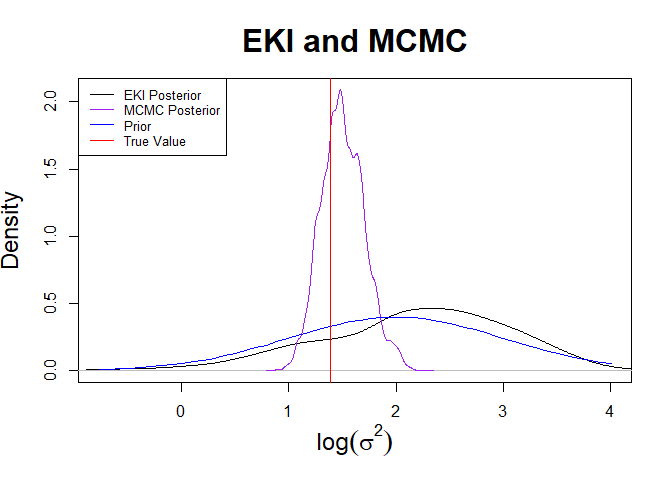 EKI and MCMC
EKI Posterior
MCMC Posterior
Prior
True Value
Density
2.0
1.5
1.0
0.5
0.0
0 1 2 3 4
log(σ²)